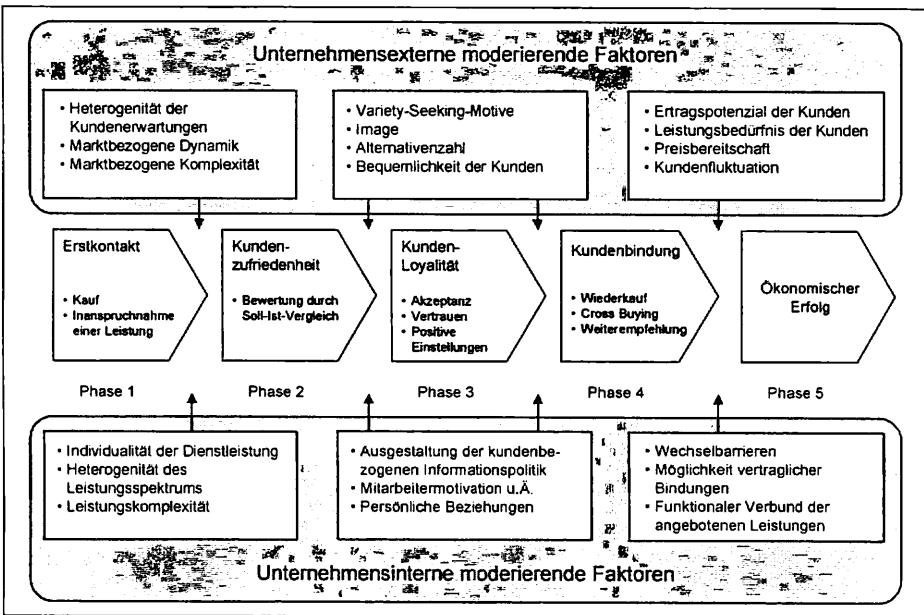 Unternehmensexterne moderierende Faktoren
• Heterogenität der
Kundenerwartungen
• Marktbezogene Dynamik
• Marktbezogene Komplexität
• Variety-Seeking-Motive
• Image
• Alternativenzahl
• Bequemlichkeit der Kunden
• Ertragspotenzial der Kunden
• Leistungsbedürfnis der Kunden
• Preisbereitschaft
• Kundenfluktuation
Erstkontakt
• Kauf
• Inanspruchnahme
einer Leistung
Kunden-
zufriedenheit
• Bewertung durch
Soll-Ist-Vergleich
Kunden-
Loyalität
• Akzeptanz
• Vertrauen
• Positive
Einstellungen
Kundenbindung
• Wiederkauf
• Cross Buying
• Weiterempfehlung
Ökonomischer
Erfolg
Phase 1
Phase 2
Phase 3
Phase 4
Phase 5
• Individualität der Dienstleistung
• Heterogenität des
Leistungsspektrums
• Leistungskomplexität
• Ausgestaltung der kundenbe-
zogenen Informationspolitik
• Mitarbeitermotivation u.Ä.
• Persönliche Beziehungen
• Wechselbarrieren
• Möglichkeit vertraglicher
Bindungen
• Funktionaler Verbund der
angebotenen Leistungen
Unternehmensinterne moderierende Faktoren